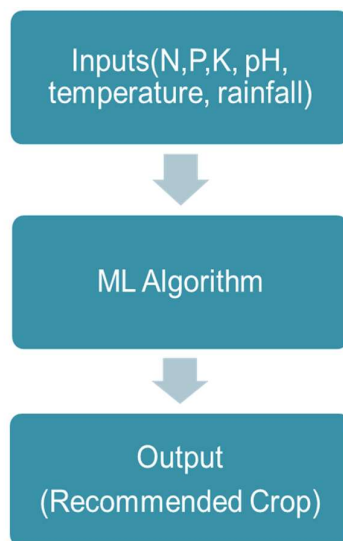 Inputs(N,P,K, pH,
temperature, rainfall)
ML Algorithm
Output
(Recommended Crop)